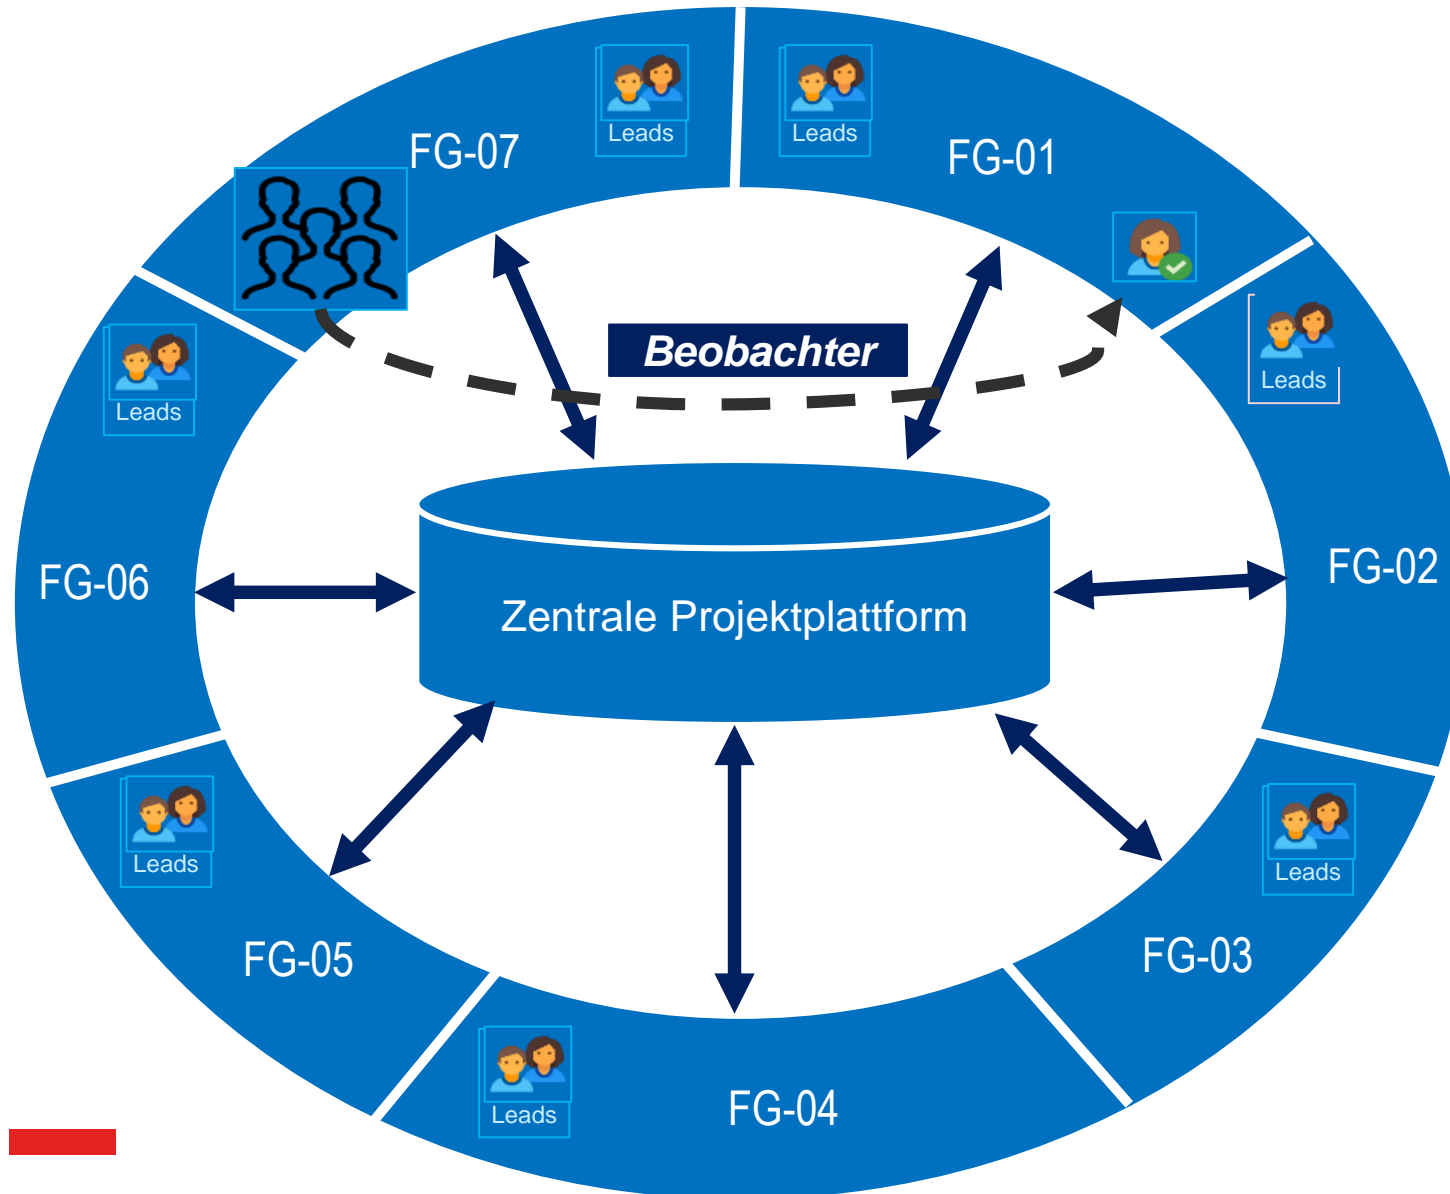 Leads
Leads
FG-07
FG-01
Beobachter
Leads
Leads
FG-06
FG-02
Zentrale Projektplattform
Leads
Leads
FG-05
FG-03
Leads
FG-04